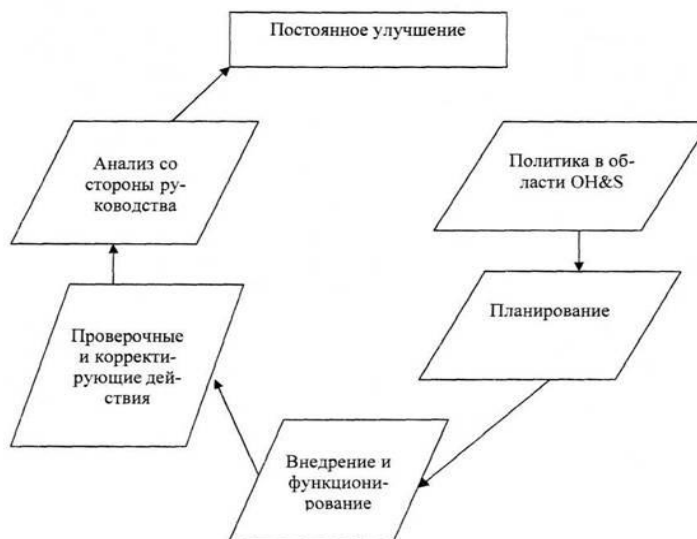 Постоянное улучшение
Анализ со
стороны ру-
ководства
Политика в об-
ласти OH&S
Планирование
Проверочные
и корректи-
рующие дей-
ствия
Внедрение и
функциони-
рование